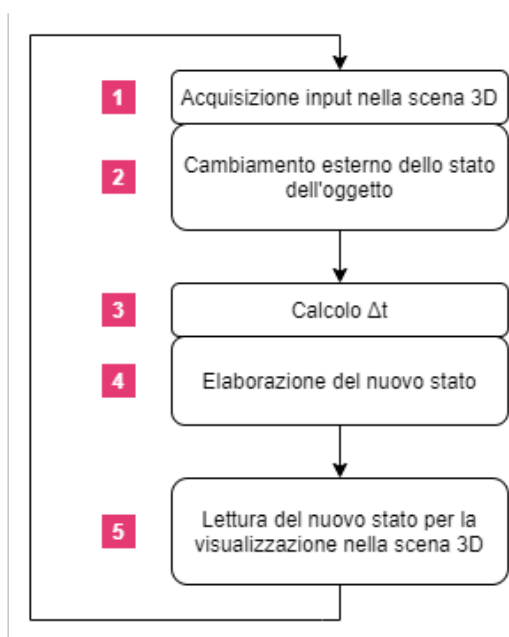 1
Acquisizione input nella scena 3D
2
Cambiamento esterno dello stato
dell'oggetto
3
Calcolo Δt
4
Elaborazione del nuovo stato
5
Lettura del nuovo stato per la
visualizzazione nella scena 3D